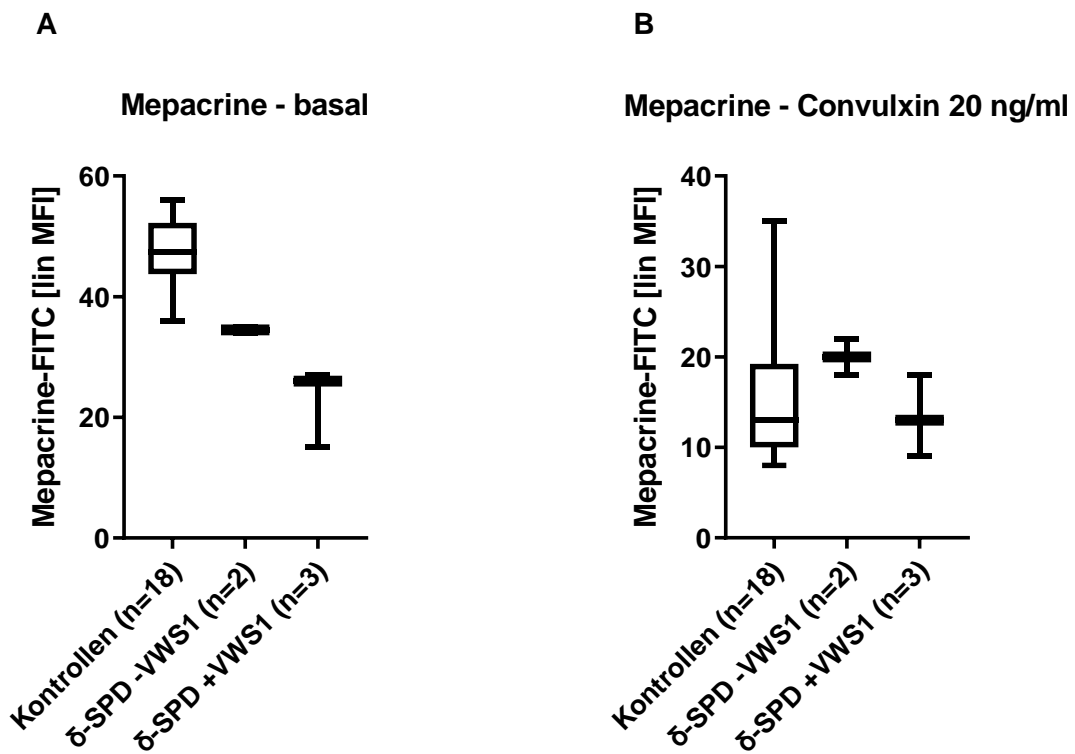 A
Mepacrine - basal
Mepacrine-FITC [lin MFI]
60
40
20
0
Kontrollen (n=18)
δ-SPD -VWS1 (n=2)
δ-SPD +VWS1 (n=3)
B
Mepacrine - Convulxin 20 ng/ml
Mepacrine-FITC [lin MFI]
40
30
20
10
0
Kontrollen (n=18)
δ-SPD -VWS1 (n=2)
δ-SPD +VWS1 (n=3)